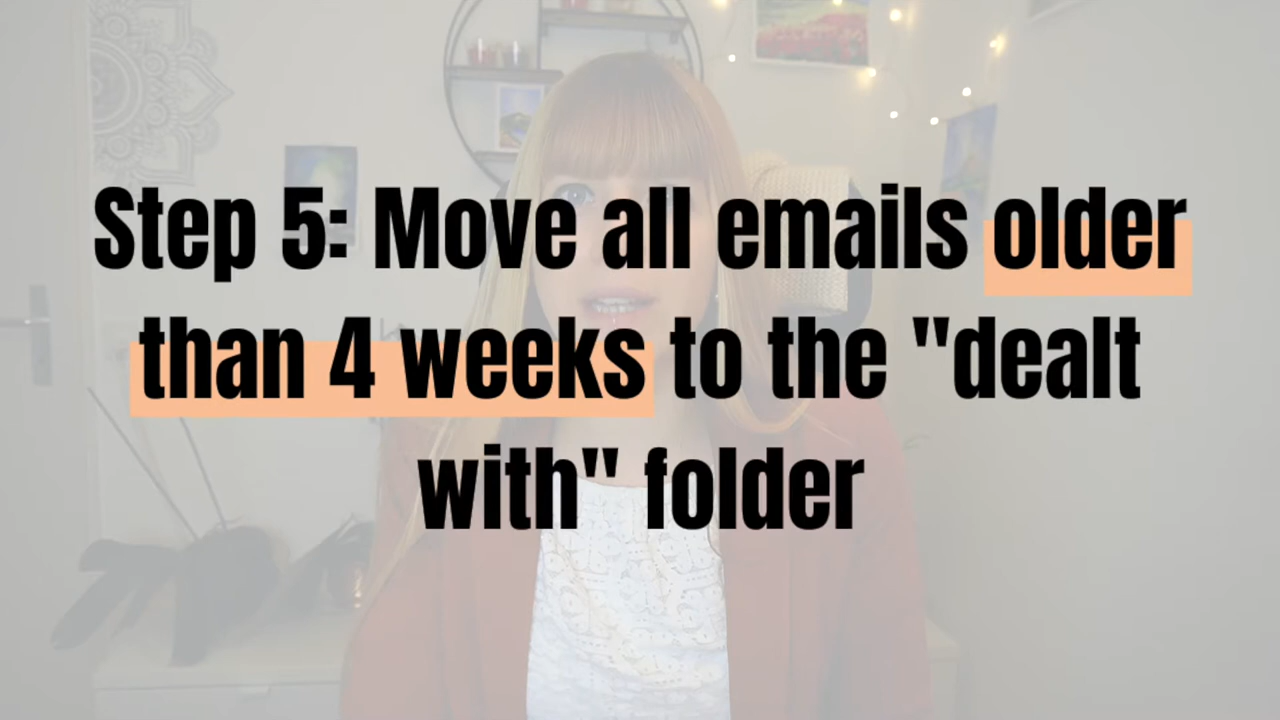 Step 5: Move all emails older
than 4 weeks to the "dealt
with" folder